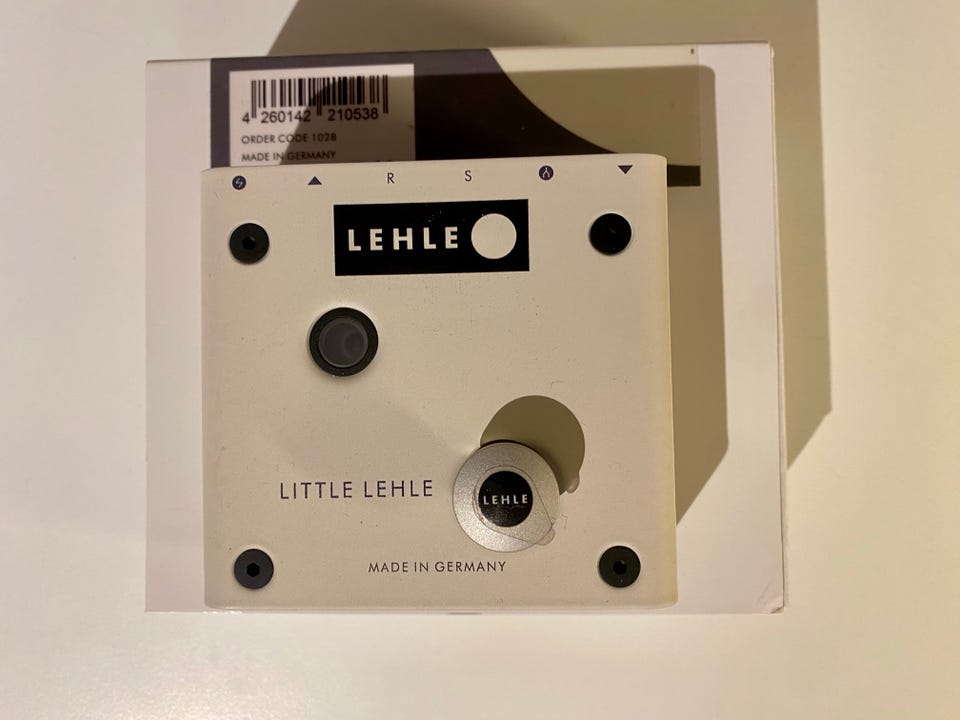 4 260142 210538
ORDER CODE 1028
MADE IN GERMANY
R S
LEHLE
LITTLE LEHLE
LEHLE
MADE IN GERMANY